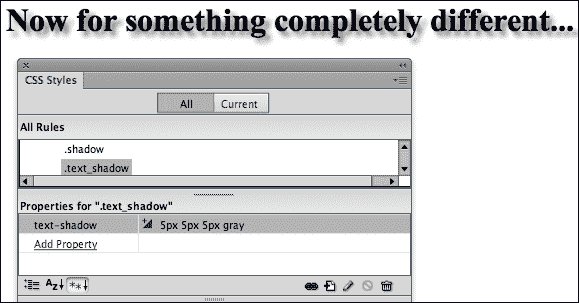 Now for something completely different...
CSS Styles
All Current
All Rules
.shadow
.text_shadow
Properties for ".text_shadow"
text-shadow 5px 5px 5px gray
Add Property
Az↓ **↓